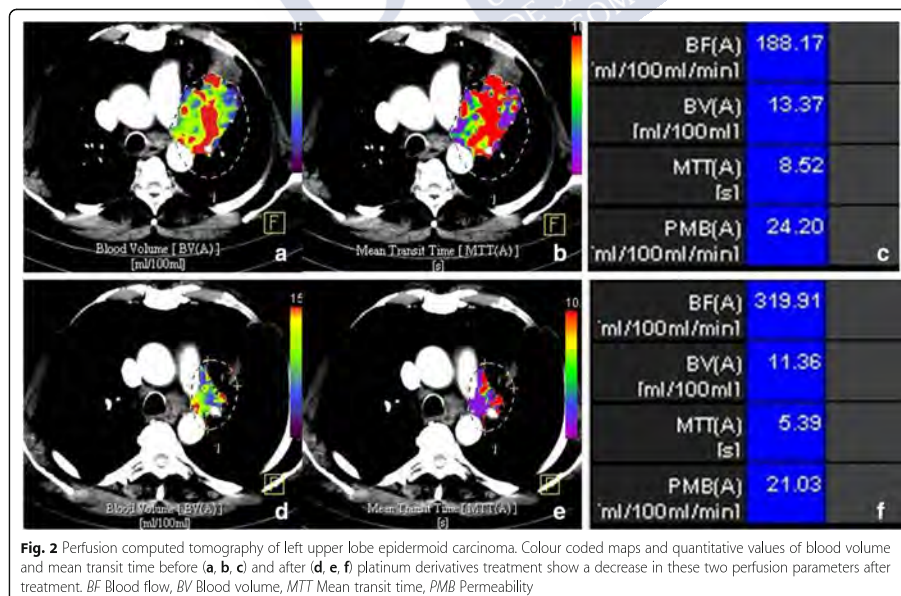 15
F
Blood Volume [ BV(A) ]
[ml/100ml]
a
10
F
Mean Transit Time [ MTT(A) ]
[s]
b
BF(A) 188.17
ml/100ml/min]
BV(A) 13.37
[ml/100ml]
MTT(A) 8.52
[s]
PMB(A) 24.20
ml/100ml/min]
c
15
Blood Volume [ BV(A) ]
[ml/100ml]
d
10
Mean Transit Time [ MTT(A) ]
[s]
e
BF(A) 319.91
ml/100ml/min]
BV(A) 11.36
[ml/100ml]
MTT(A) 5.39
[s]
PMB(A) 21.03
ml/100ml/min]
f
Fig. 2 Perfusion computed tomography of left upper lobe epidermoid carcinoma. Colour coded maps and quantitative values of blood volume
and mean transit time before (a, b, c) and after (d, e, f) platinum derivatives treatment show a decrease in these two perfusion parameters after
treatment. BF Blood flow, BV Blood volume, MTT Mean transit time, PMB Permeability